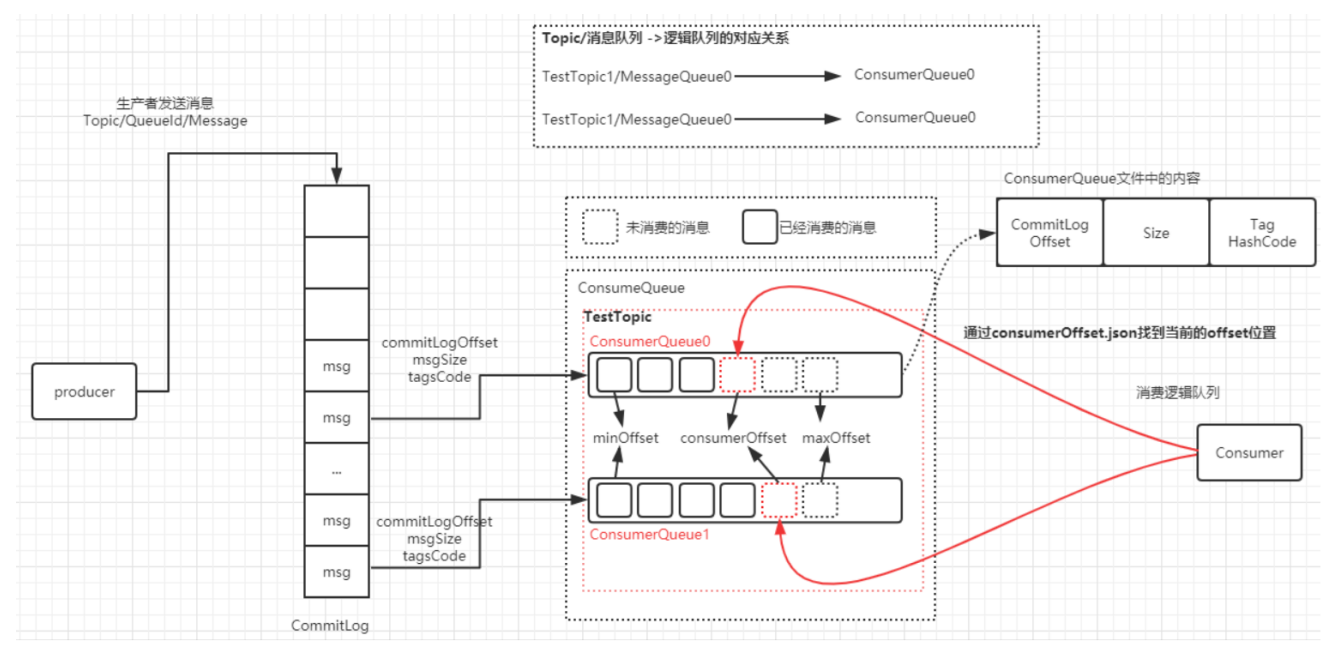 Topic/消息队列 ->逻辑队列的对应关系
TestTopic1/MessageQueue0
ConsumerQueue0
TestTopic1/MessageQueue0
ConsumerQueue0
生产者发送消息
Topic/QueueId/Message
ConsumerQueue文件中的内容
CommitLog
Offset
Size
Tag
HashCode
未消费的消息
已经消费的消息
ConsumeQueue
TestTopic
ConsumerQueue0
通过consumerOffset.json找到当前的offset位置
commitLogOffset
msgSize
tagsCode
msg
producer
消费逻辑队列
msg
minOffset
consumerOffset
maxOffset
Consumer
...
msg
commitLogOffset
msgSize
tagsCode
ConsumerQueue1
msg
CommitLog